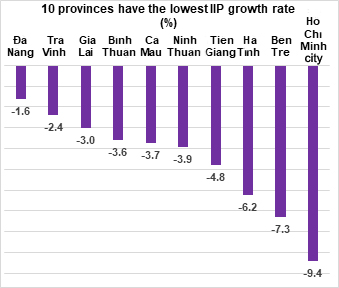 10 provinces have the lowest IIP growth rate
(%)
Đa Nang
Tra Vinh
Gia Lai
Binh Thuan
Ca Mau
Ninh Thuan
Tien Giang
Ha Tinh
Ben Tre
Ho Chi Minh city
-1.6
-2.4
-3.0
-3.6
-3.7
-3.9
-4.8
-6.2
-7.3
-9.4